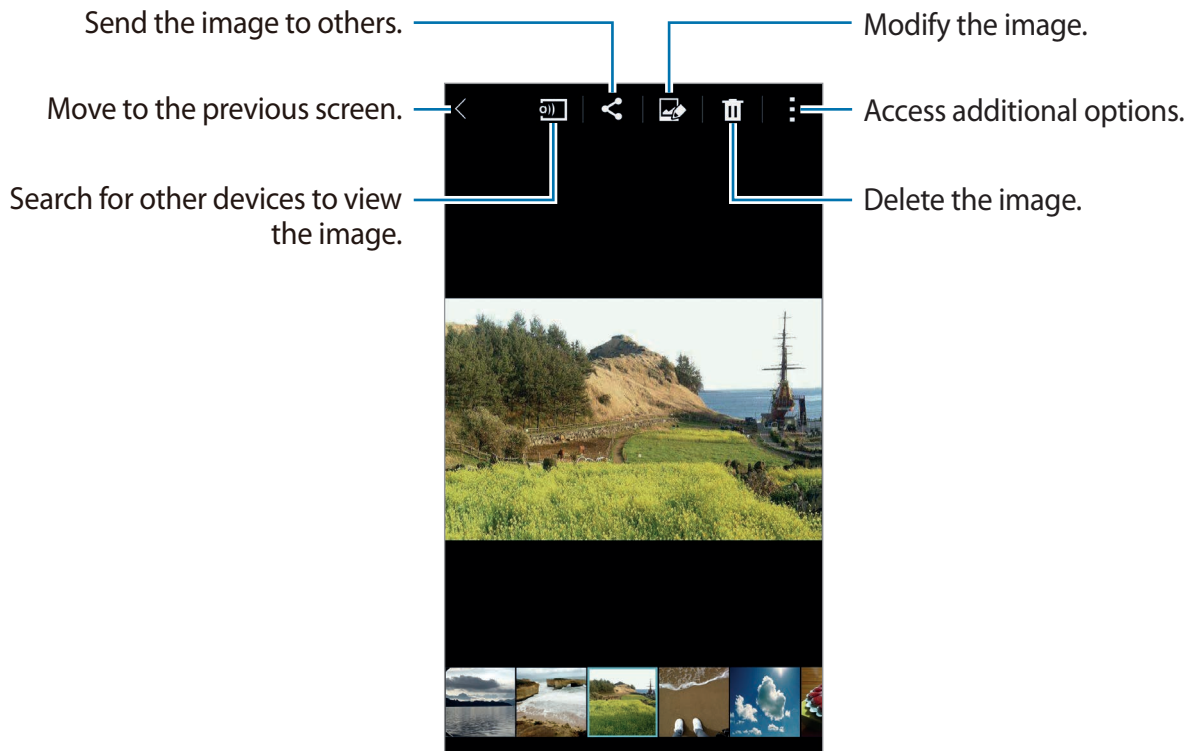 Send the image to others.
Modify the image.
Move to the previous screen.
Access additional options.
Search for other devices to view
the image.
Delete the image.